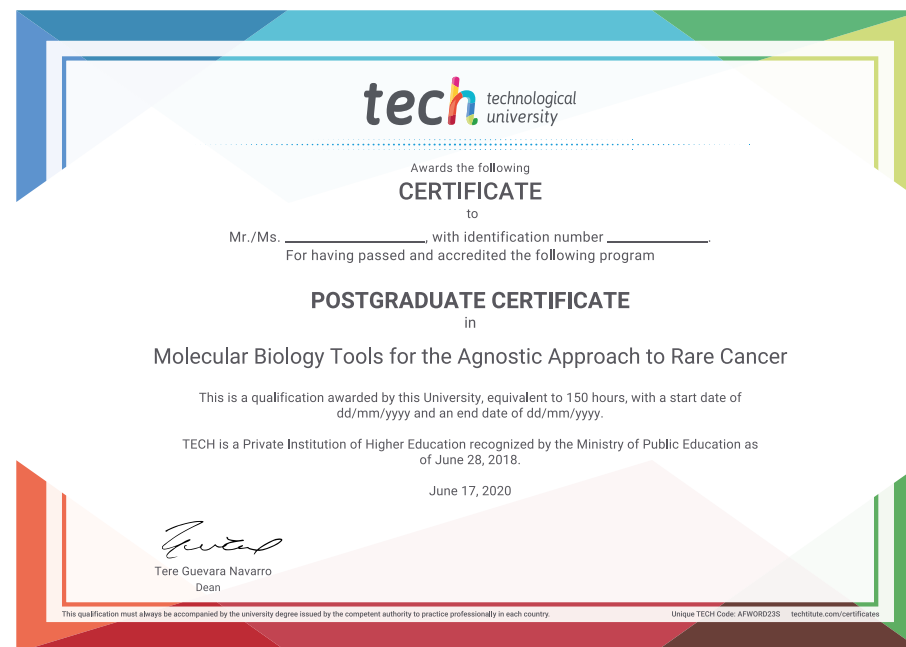 tech technological
university
Awards the following
CERTIFICATE
to
Mr./Ms. ____________________, with identification number ______________.
For having passed and accredited the following program
POSTGRADUATE CERTIFICATE
in
Molecular Biology Tools for the Agnostic Approach to Rare Cancer
This is a qualification awarded by this University, equivalent to 150 hours, with a start date of
dd/mm/yyyy and an end date of dd/mm/yyyy.
TECH is a Private Institution of Higher Education recognized by the Ministry of Public Education as
of June 28, 2018.
June 17, 2020
Tere Guevara Navarro
Dean
This qualification must always be accompanied by the university degree issued by the competent authority to practice professionally in each country. Unique TECH Code: AFWORD23S techtitute.com/certificates